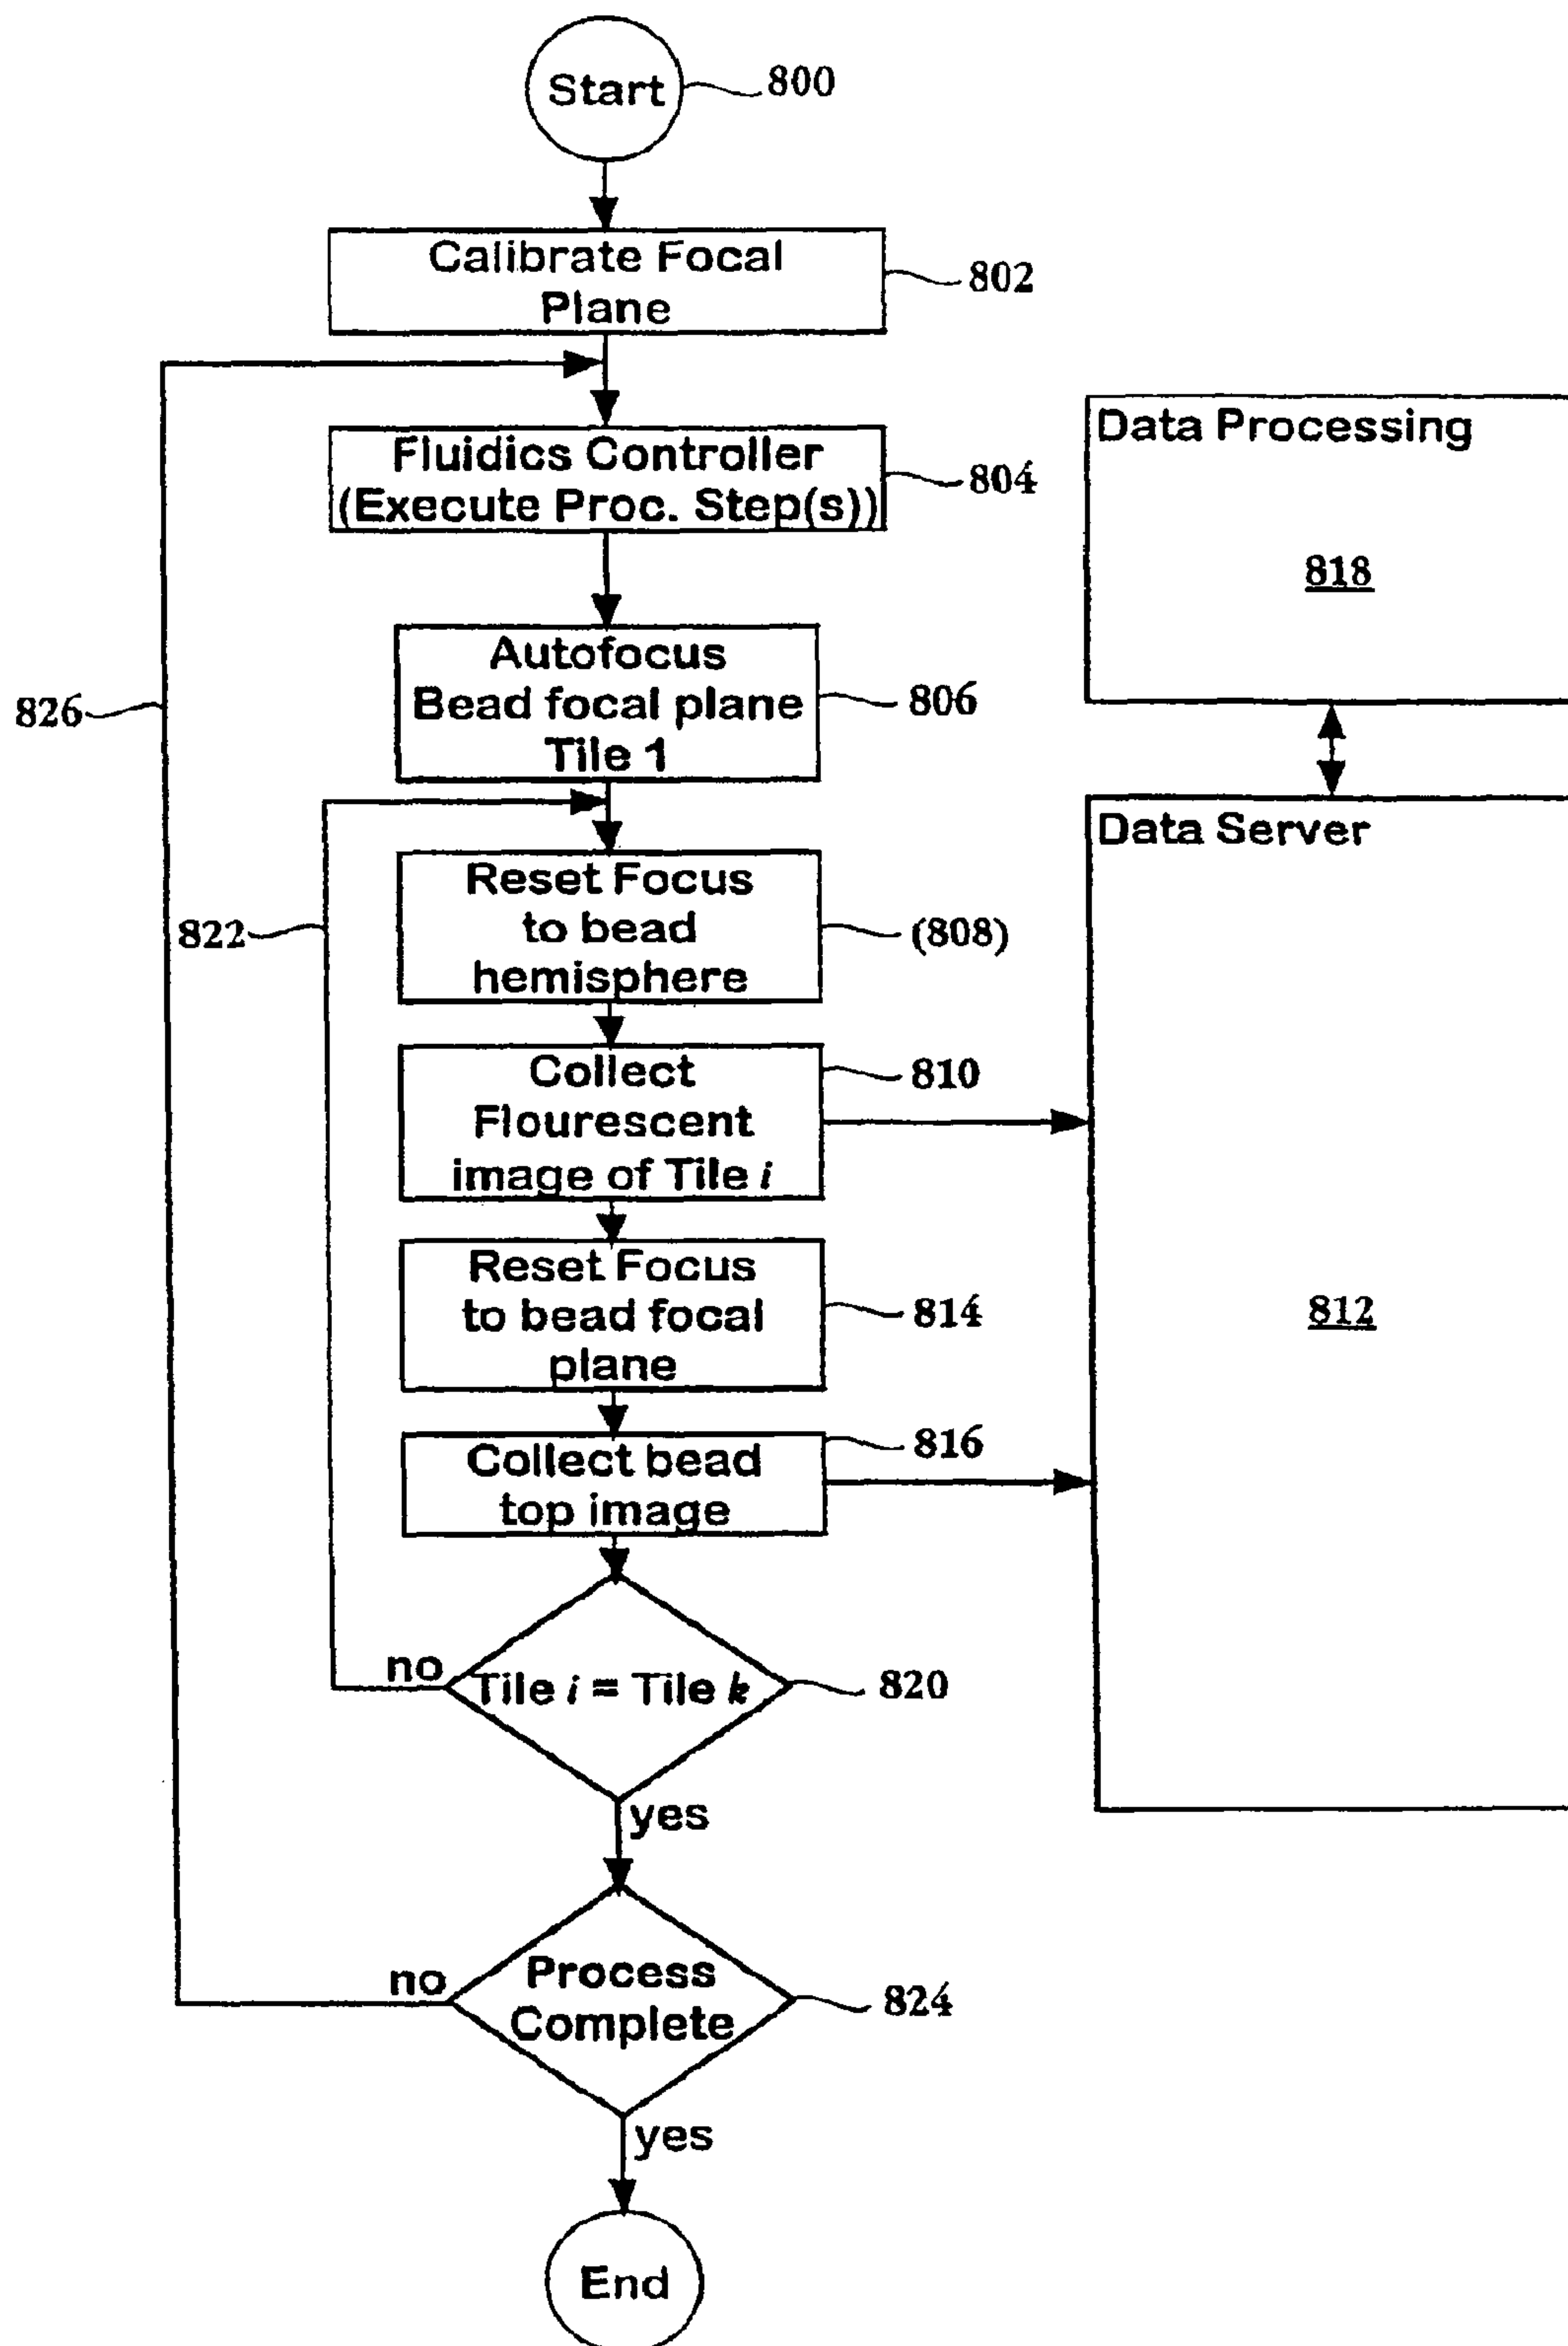 Start
800
Calibrate Focal
Plane
802
Fluidics Controller
(Execute Proc. Step(s))
804
Data Processing
818
Autofocus
Bead focal plane
Tile 1
806
826
Data Server
812
Reset Focus
to bead
hemisphere
(808)
822
Collect
Flourescent
image of Tile i
810
Reset Focus
to bead focal
plane
814
Collect bead
top image
816
no
Tile i = Tile k
820
yes
no
Process
Complete
824
yes
End